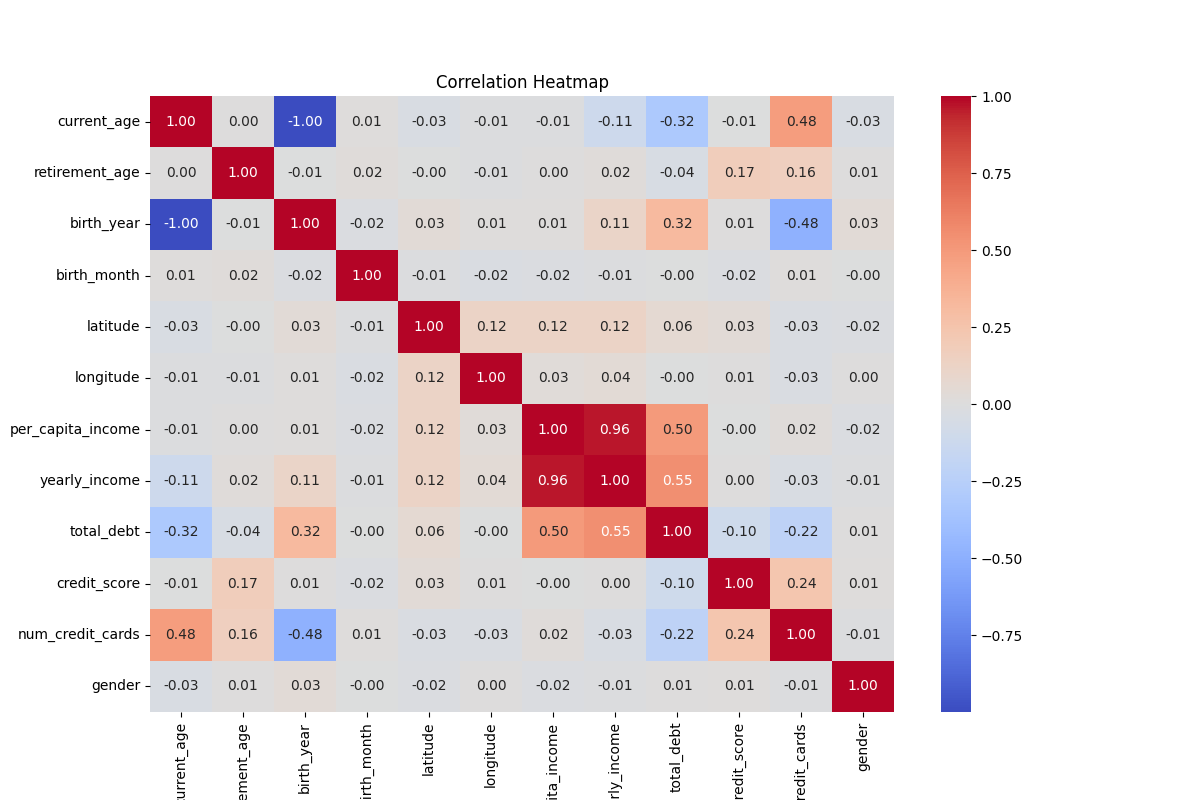 Correlation Heatmap
current_age 1.00 0.00 -1.00 0.01 -0.03 -0.01 -0.01 -0.11 -0.32 -0.01 0.48 -0.03
retirement_age 0.00 1.00 -0.01 0.02 -0.00 -0.01 0.00 0.02 -0.04 0.17 0.16 0.01
birth_year -1.00 -0.01 1.00 -0.02 0.03 0.01 0.01 0.11 0.32 0.01 -0.48 0.03
birth_month 0.01 0.02 -0.02 1.00 -0.01 -0.02 -0.02 -0.01 -0.00 -0.02 0.01 -0.00
latitude -0.03 -0.00 0.03 -0.01 1.00 0.12 0.12 0.12 0.06 0.03 -0.03 -0.02
longitude -0.01 -0.01 0.01 -0.02 0.12 1.00 0.03 0.04 -0.00 0.01 -0.03 0.00
per_capita_income -0.01 0.00 0.01 -0.02 0.12 0.03 1.00 0.96 0.50 -0.00 0.02 -0.02
yearly_income -0.11 0.02 0.11 -0.01 0.12 0.04 0.96 1.00 0.55 0.00 -0.03 -0.01
total_debt -0.32 -0.04 0.32 -0.00 0.06 -0.00 0.50 0.55 1.00 -0.10 -0.22 0.01
credit_score -0.01 0.17 0.01 -0.02 0.03 0.01 -0.00 0.00 -0.10 1.00 0.24 0.01
num_credit_cards 0.48 0.16 -0.48 0.01 -0.03 -0.03 0.02 -0.03 -0.22 0.24 1.00 -0.01
gender -0.03 0.01 0.03 -0.00 -0.02 0.00 -0.02 -0.01 0.01 0.01 -0.01 1.00
urrent_age
ement_age
birth_year
irth_month
latitude
longitude
ita_income
rly_income
total_debt
redit_score
redit_cards
gender
1.00
0.75
0.50
0.25
0.00
−0.25
−0.50
−0.75